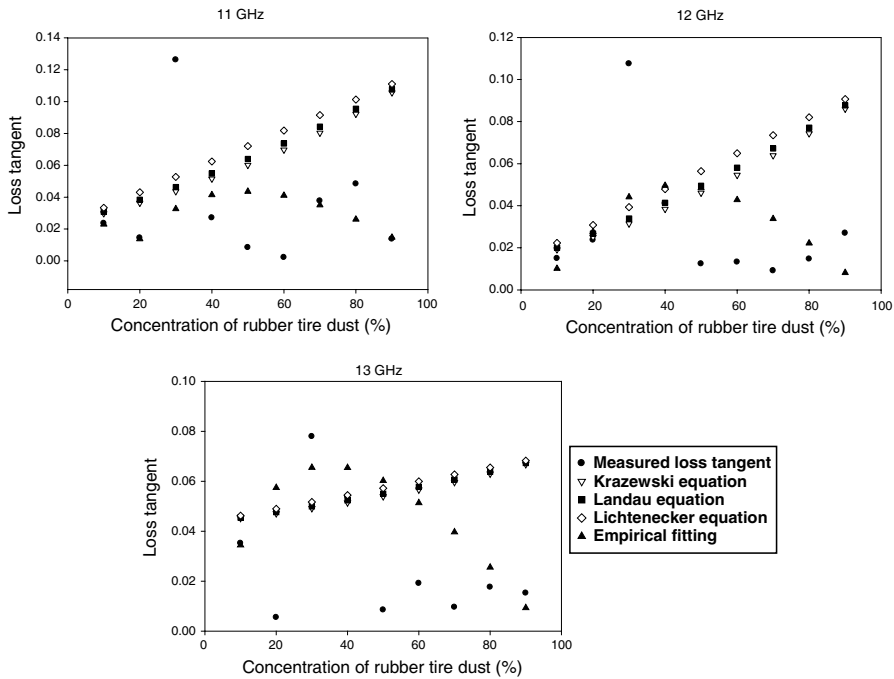 11 GHz
0.14
0.12
0.10
0.08
0.06
0.04
0.02
0.00
Loss tangent
0 20 40 60 80 100
Concentration of rubber tire dust (%)
12 GHz
0.12
0.10
0.08
0.06
0.04
0.02
0.00
Loss tangent
0 20 40 60 80 100
Concentration of rubber tire dust (%)
13 GHz
0.10
0.08
0.06
0.04
0.02
0.00
Loss tangent
0 20 40 60 80 100
Concentration of rubber tire dust (%)
Measured loss tangent
Krazewski equation
Landau equation
Lichtenecker equation
Empirical fitting